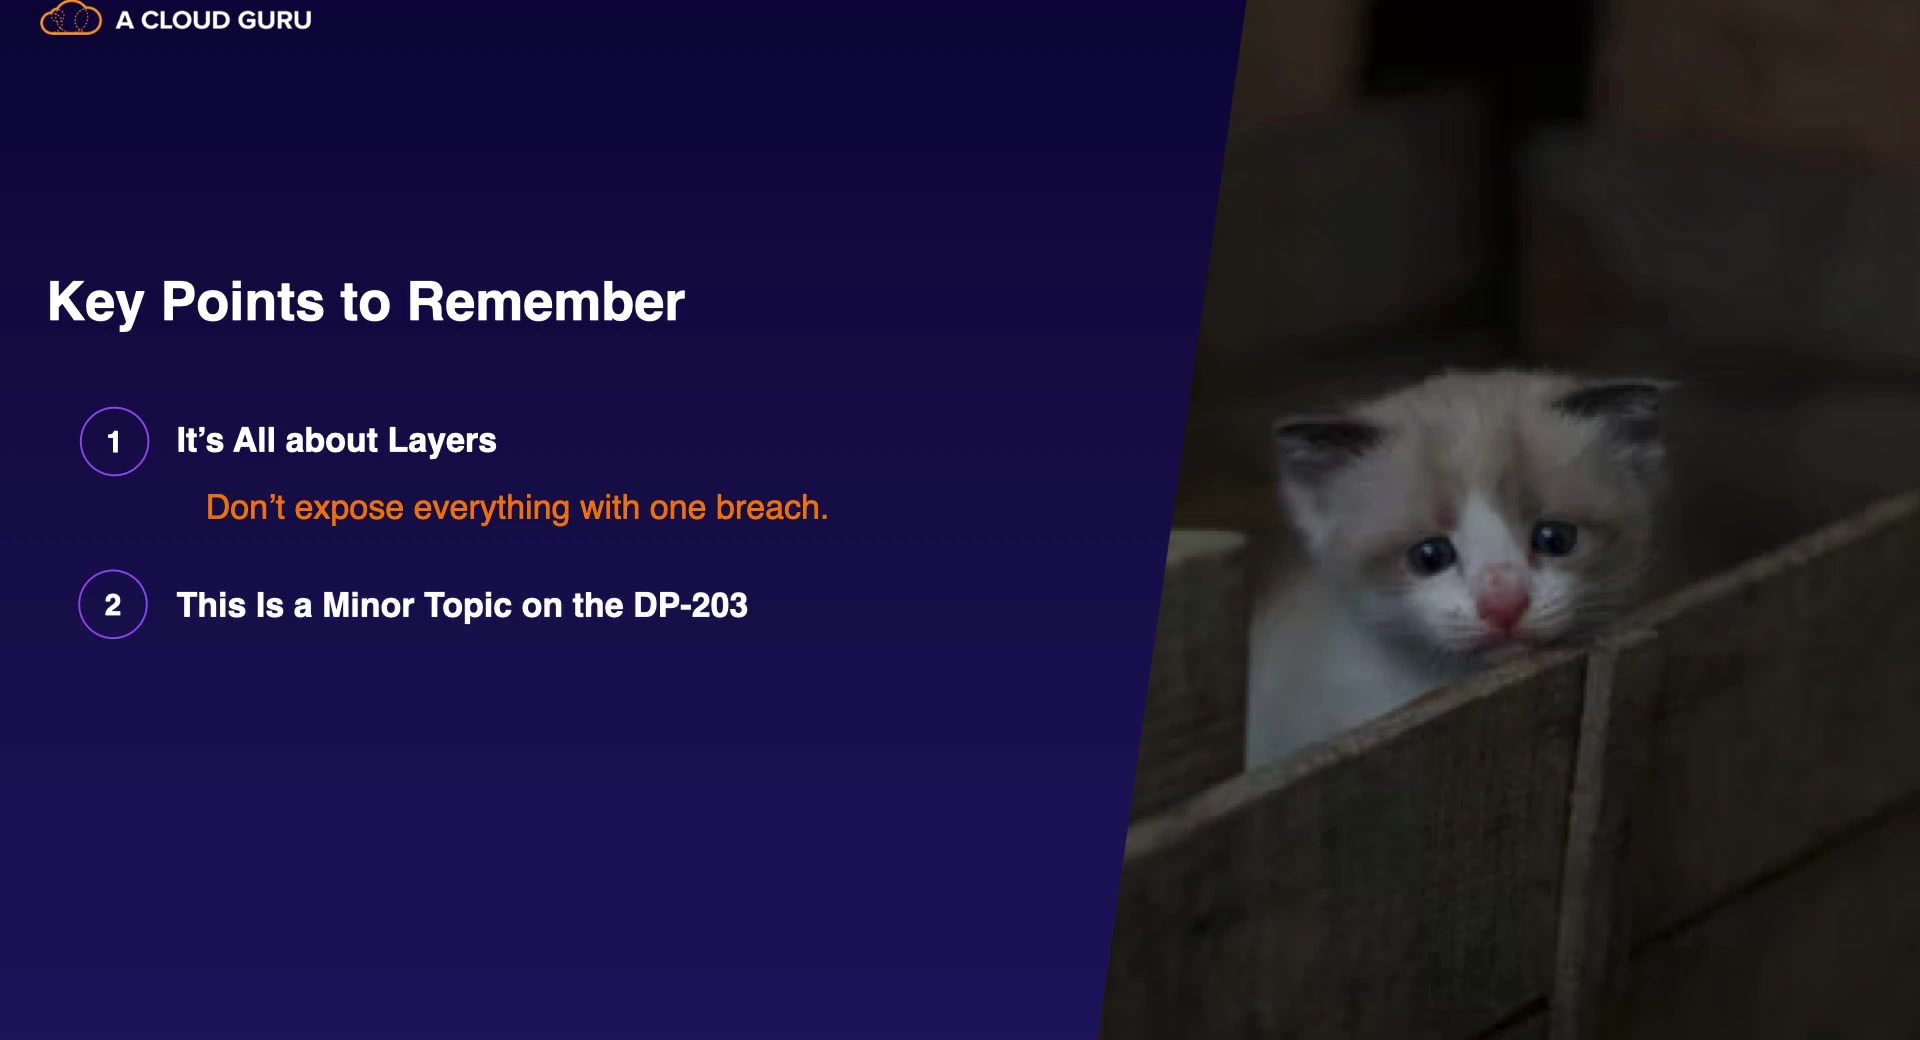 A CLOUD GURU
Key Points to Remember
1 It’s All about Layers
Don’t expose everything with one breach.
2 This Is a Minor Topic on the DP-203